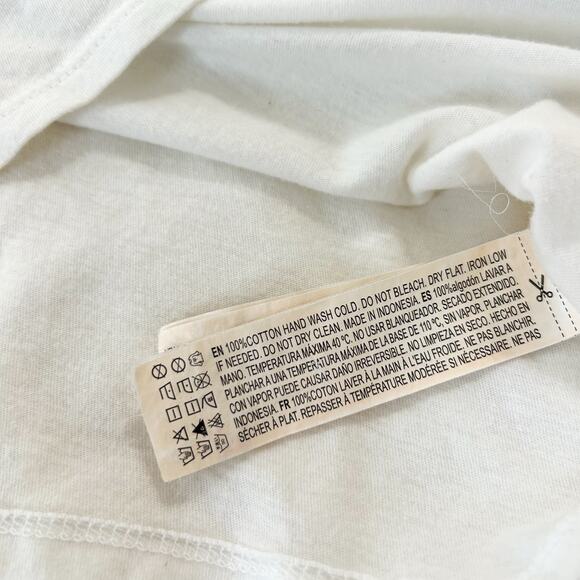 EN 100%COTTON HAND WASH COLD. DO NOT BLEACH. DRY FLAT. IRON LOW
IF NEEDED. DO NOT DRY CLEAN. MADE IN INDONESIA. ES 100%algodón LAVAR A
MANO. TEMPERATURA MÁXIMA 40 ºC. NO USAR BLANQUEADOR. SECADO EXTENDIDO.
PLANCHAR A UNA TEMPERATURA MÁXIMA DE LA BASE DE 110 ºC, SIN VAPOR. PLANCHAR
CON VAPOR PUEDE CAUSAR DAÑO IRREVERSIBLE. NO LIMPIEZA EN SECO. HECHO EN
INDONESIA. FR 100%COTON LAVER À LA MAIN À L'EAU FROIDE. NE PAS BLANCHIR.
SÉCHER À PLAT. REPASSER À TEMPÉRATURE MODÉRÉE SI NÉCESSAIRE. NE PAS